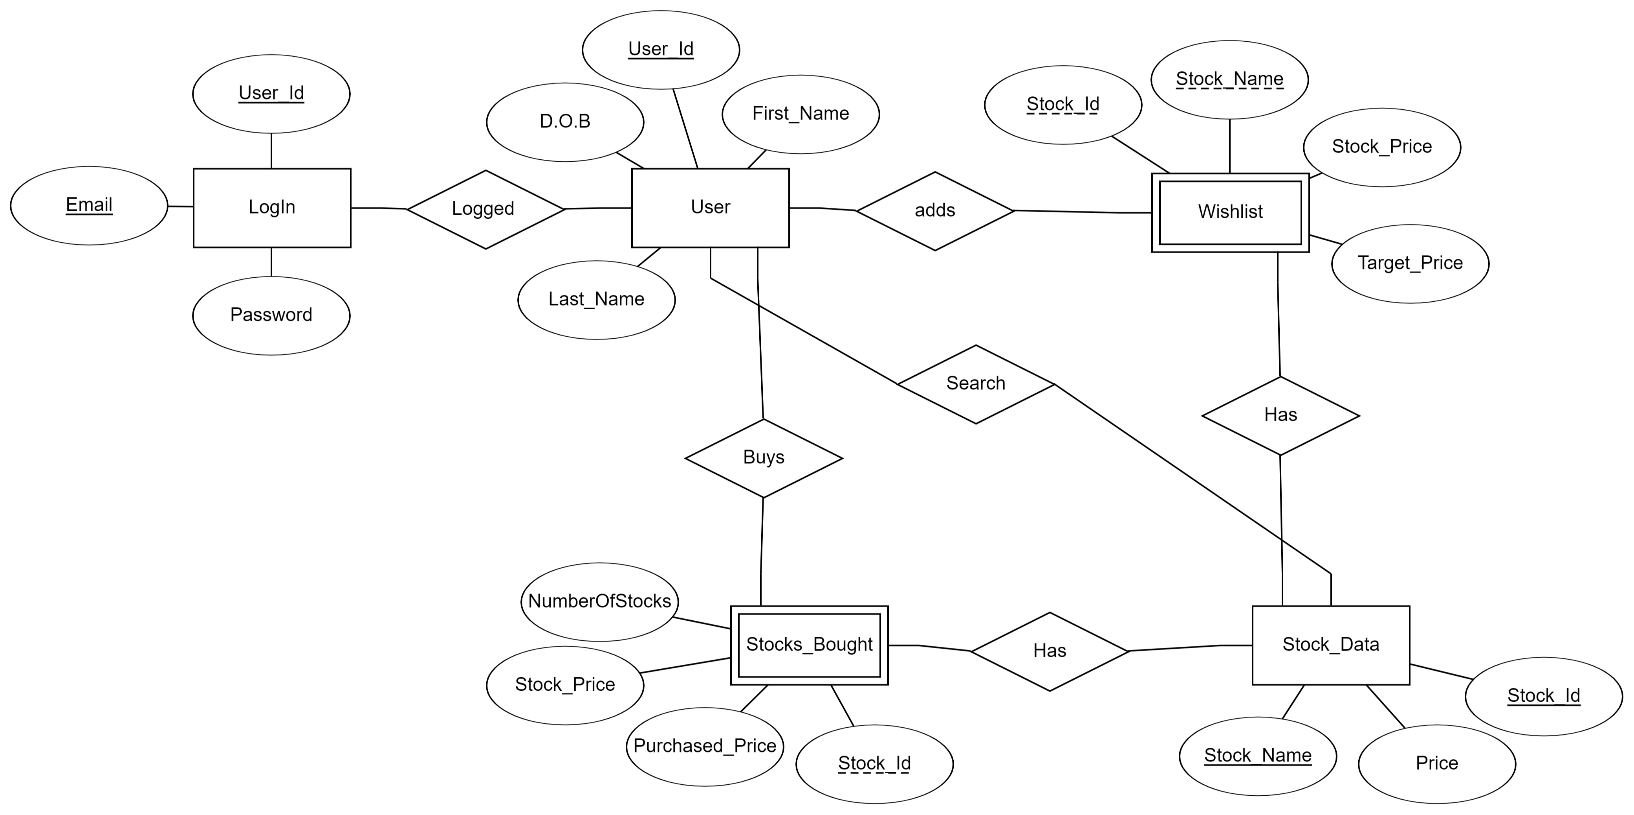 User_Id
Stock_Name
User_Id
Stock_Id
First_Name
D.O.B
Stock_Price
Email
LogIn
Logged
User
adds
Wishlist
Target_Price
Last_Name
Password
Search
Has
Buys
NumberOfStocks
Stocks_Bought
Has
Stock_Data
Stock_Price
Stock_Id
Purchased_Price
Stock_Name
Stock_Id
Price